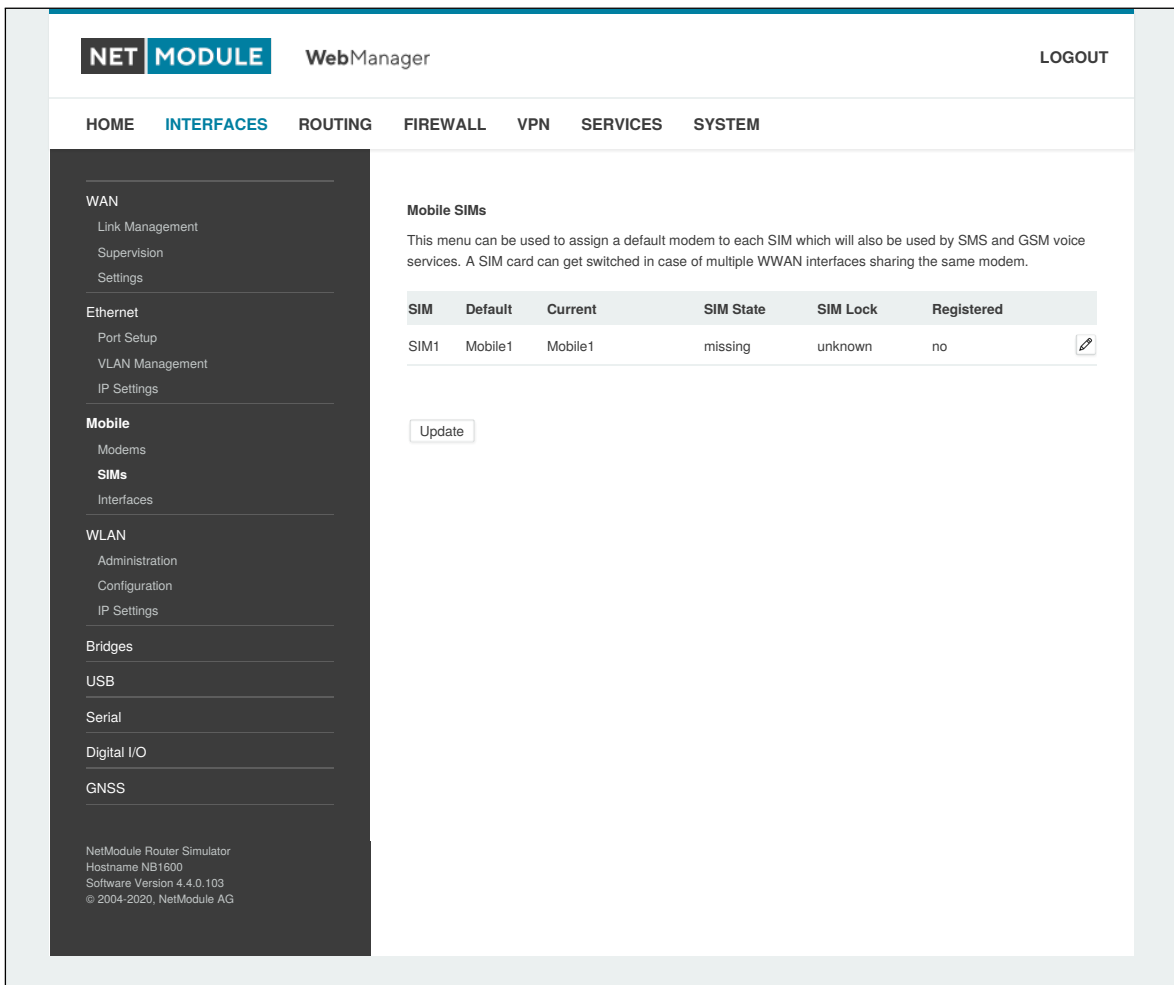 NET MODULE WebManager LOGOUT
HOME INTERFACES ROUTING FIREWALL VPN SERVICES SYSTEM
WAN
Link Management
Supervision
Settings
Ethernet
Port Setup
VLAN Management
IP Settings
Mobile
Modems
SIMs
Interfaces
WLAN
Administration
Configuration
IP Settings
Bridges
USB
Serial
Digital I/O
GNSS
NetModule Router Simulator
Hostname NB1600
Software Version 4.4.0.103
© 2004-2020, NetModule AG
Mobile SIMs
This menu can be used to assign a default modem to each SIM which will also be used by SMS and GSM voice
services. A SIM card can get switched in case of multiple WWAN interfaces sharing the same modem.
SIM Default Current SIM State SIM Lock Registered
SIM1 Mobile1 Mobile1 missing unknown no
Update